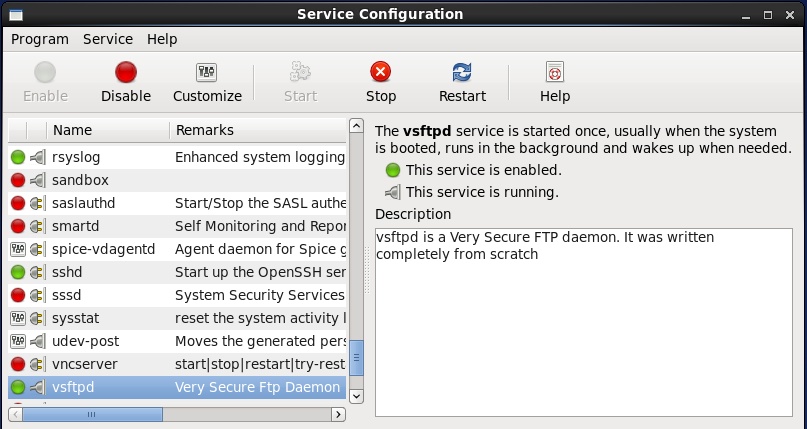 Service Configuration
Program Service Help
Enable Disable Customize Start Stop Restart Help
Name Remarks
rsyslog Enhanced system logging
sandbox
saslauthd Start/Stop the SASL authe
smartd Self Monitoring and Repor
spice-vdagentd Agent daemon for Spice g
sshd Start up the OpenSSH ser
sssd System Security Services
sysstat reset the system activity l
udev-post Moves the generated pers
vncserver start|stop|restart|try-rest
vsftpd Very Secure Ftp Daemon
The vsftpd service is started once, usually when the system
is booted, runs in the background and wakes up when needed.
This service is enabled.
This service is running.
Description
vsftpd is a Very Secure FTP daemon. It was written
completely from scratch